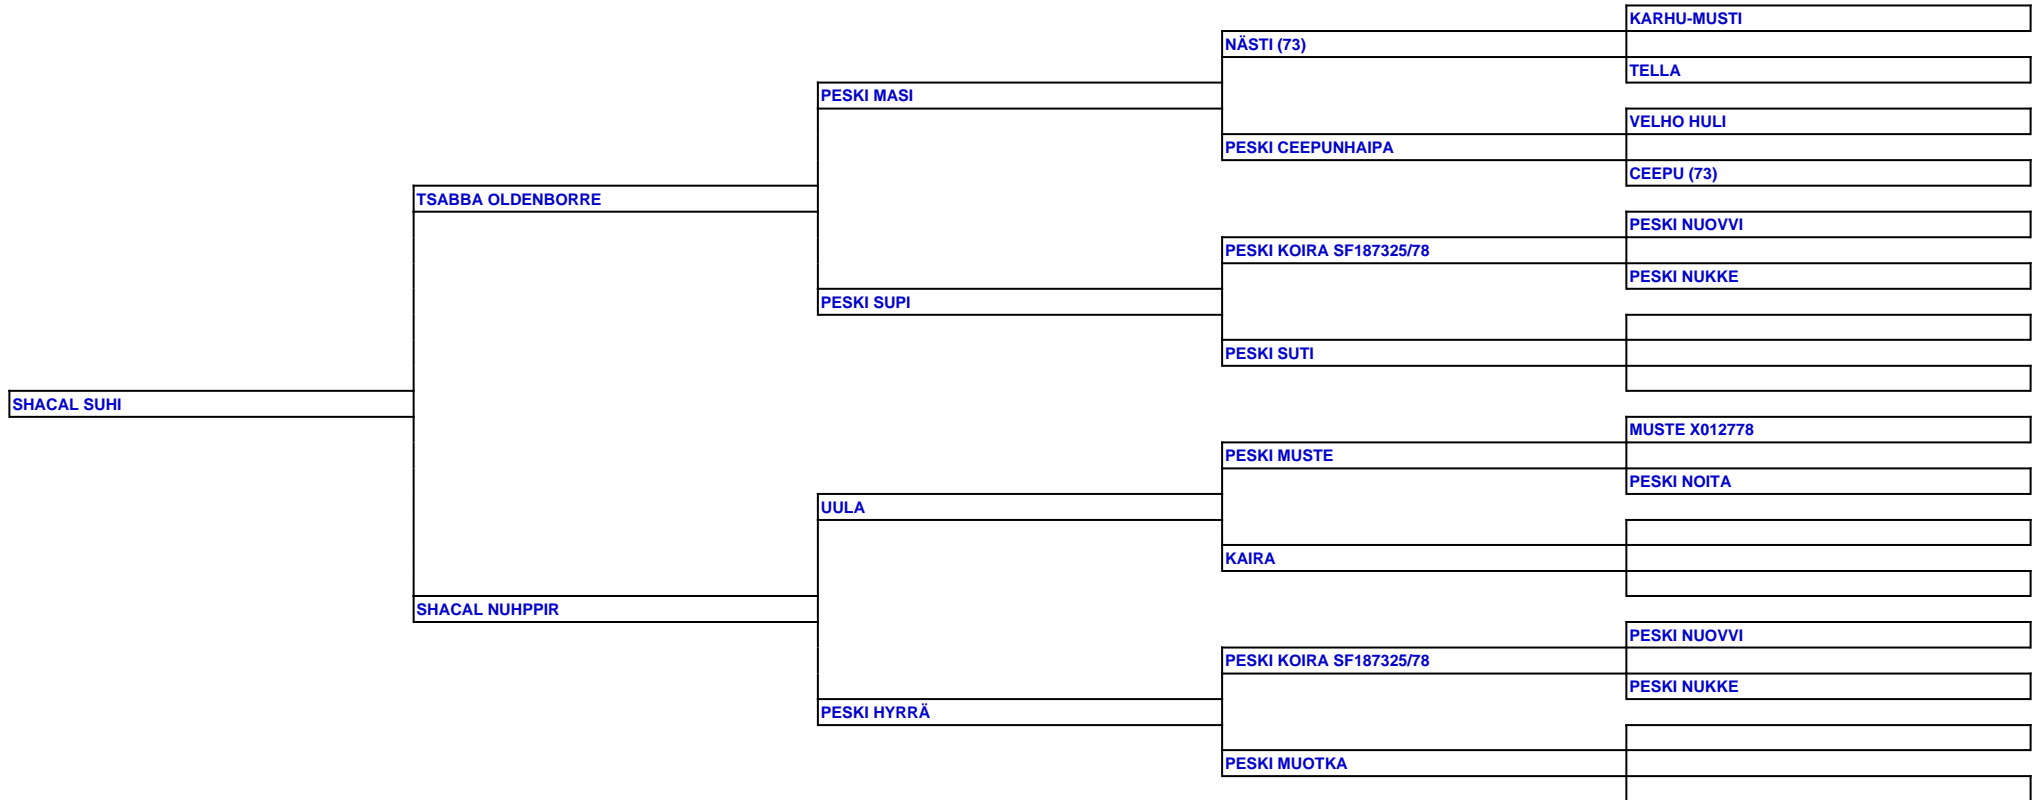 KARHU-MUSTI
NÄSTI (73)
TELLA
PESKI MASI
VELHO HULI
PESKI CEEPUNHAIPA
CEEPU (73)
TSABBA OLDENBORRE
PESKI NUOVVI
PESKI KOIRA SF187325/78
PESKI NUKKE
PESKI SUPI
PESKI SUTI
SHACAL SUHI
MUSTE X012778
PESKI MUSTE
PESKI NOITA
UULA
KAIRA
SHACAL NUHPPIR
PESKI NUOVVI
PESKI KOIRA SF187325/78
PESKI NUKKE
PESKI HYRRÄ
PESKI MUOTKA